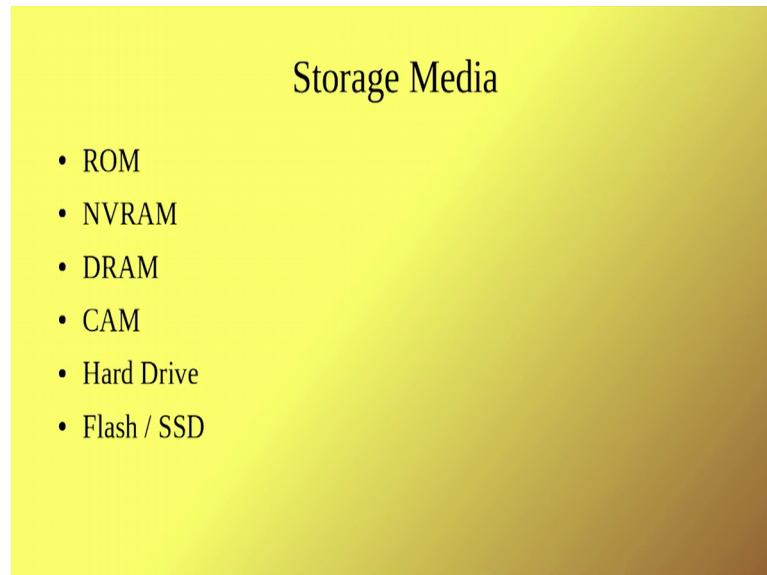 Storage Media
• ROM
• NVRAM
• DRAM
• CAM
• Hard Drive
• Flash / SSD